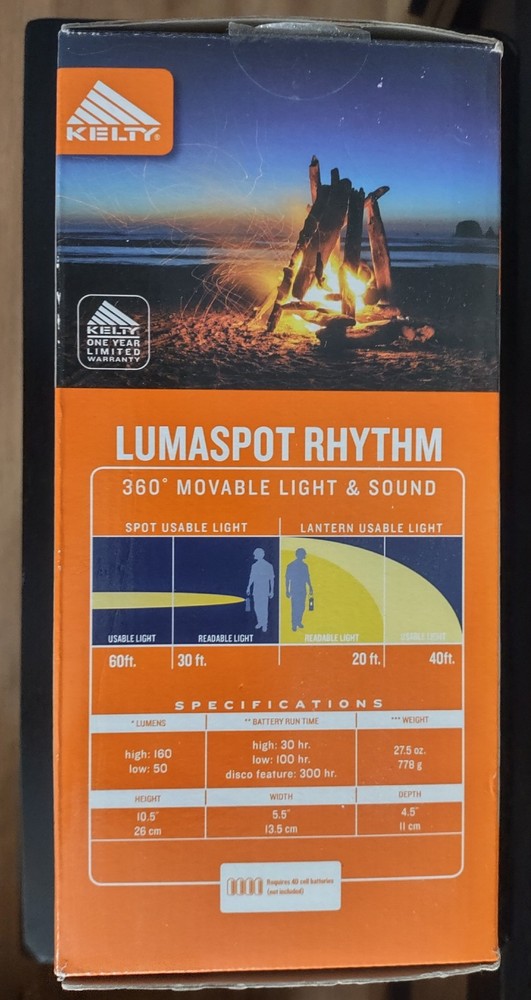 KELTY®
KELTY
ONE YEAR
LIMITED
WARRANTY
LUMASPOT RHYTHM
360° MOVABLE LIGHT & SOUND
SPOT USABLE LIGHT
LANTERN USABLE LIGHT
USABLE LIGHT
READABLE LIGHT
READABLE LIGHT
USABLE LIGHT
60ft.
30 ft.
20 ft.
40ft.
SPECIFICATIONS
* LUMENS
** BATTERY RUN TIME
*** WEIGHT
high: 160
low: 50
high: 30 hr.
low: 100 hr.
disco feature: 300 hr.
27.5 oz.
778 g
HEIGHT
WIDTH
DEPTH
10.5"
26 cm
5.5"
13.5 cm
4.5"
11 cm
Requires 4D cell batteries
(not included)